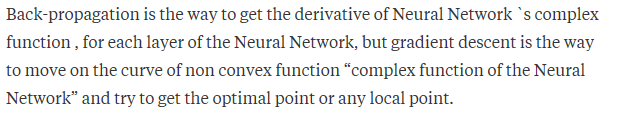 Back-propagation is the way to get the derivative of Neural Network `s complex
function , for each layer of the Neural Network, but gradient descent is the way
to move on the curve of non convex function “complex function of the Neural
Network” and try to get the optimal point or any local point.